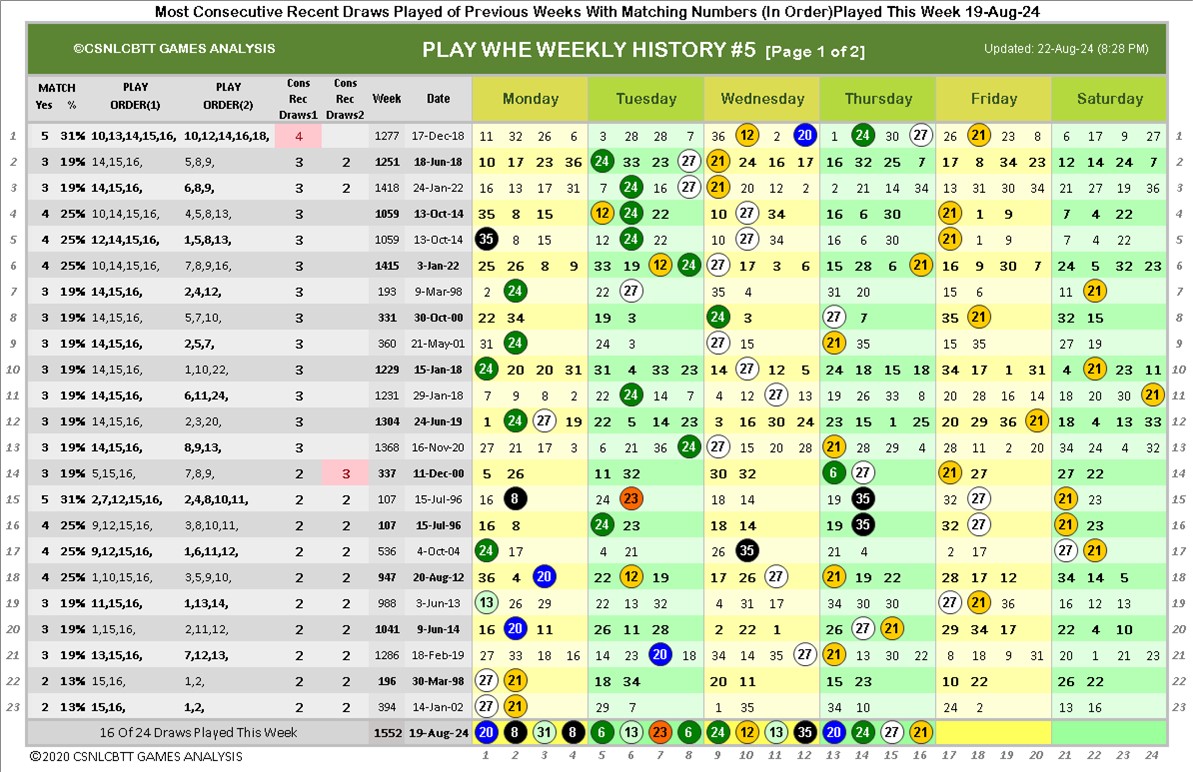 Most Consecutive Recent Draws Played of Previous Weeks With Matching Numbers (In Order)Played This Week 19-Aug-24
©CSNLCBTT GAMES ANALYSIS PLAY WHE WEEKLY HISTORY #5 [Page 1 of 2] Updated: 22-Aug-24 (8:28 PM)
MATCH Yes % PLAY ORDER(1) PLAY ORDER(2) Cons Rec Draws1 Cons Rec Draws2 Week Date Monday Tuesday Wednesday Thursday Friday Saturday
1 5 31% 10,13,14,15,16, 10,12,14,16,18, 4 1277 17-Dec-18 11 32 26 6 3 28 28 7 36 12 2 20 1 14 30 27 26 21 23 8 6 17 9 27 1
2 3 19% 14,15,16, 5,8,9, 3 2 1251 18-Jun-18 10 17 23 36 24 33 23 27 21 24 16 17 16 32 25 7 17 8 34 23 12 14 24 7 2
3 3 19% 14,15,16, 6,8,9, 3 2 1418 24-Jan-22 16 13 17 31 7 24 16 27 21 20 12 2 2 21 14 34 13 31 30 34 21 27 19 36 3
4 4 25% 10,14,15,16, 4,5,8,13, 3 1059 13-Oct-14 35 8 15 12 24 22 10 27 34 16 6 30 21 1 9 7 4 22 4
5 4 25% 12,14,15,16, 1,5,8,13, 3 1059 13-Oct-14 35 8 15 12 24 22 10 27 34 16 6 30 21 1 9 7 4 22 5
6 4 25% 10,14,15,16, 7,8,9,16, 3 1415 3-Jan-22 25 26 8 9 33 19 12 24 27 17 3 6 15 28 6 21 16 9 30 7 24 5 32 23 6
7 3 19% 14,15,16, 2,4,12, 3 193 9-Mar-98 2 24 22 27 35 4 31 20 15 6 11 21 7
8 3 19% 14,15,16, 5,7,10, 3 331 30-Oct-00 22 34 19 3 24 3 27 7 35 21 32 15 8
9 3 19% 14,15,16, 2,5,7, 3 360 21-May-01 31 24 24 3 27 15 21 35 15 35 27 19 9
10 3 19% 14,15,16, 1,10,22, 3 1229 15-Jan-18 24 20 20 31 31 4 33 23 14 27 12 5 24 18 15 18 34 17 1 31 4 21 23 11 10
11 3 19% 14,15,16, 6,11,24, 3 1231 29-Jan-18 7 9 8 2 22 24 14 7 4 12 27 13 19 26 33 8 20 28 16 14 18 20 30 21 11
12 3 19% 14,15,16, 2,3,20, 3 1304 24-Jun-19 1 24 27 19 22 5 14 23 3 16 30 24 23 15 1 25 20 29 36 21 18 4 13 33 12
13 3 19% 14,15,16, 8,9,13, 3 1368 16-Nov-20 27 21 17 3 6 21 36 24 27 15 20 28 21 28 29 4 28 11 2 20 34 24 4 32 13
14 3 19% 5,15,16, 7,8,9, 2 3 337 11-Dec-00 5 26 11 32 30 32 6 27 21 27 27 22 14
15 5 31% 2,7,12,15,16, 2,4,8,10,11, 2 2 107 15-Jul-96 16 8 24 23 18 14 19 35 32 27 21 23 15
16 4 25% 9,12,15,16, 3,8,10,11, 2 2 107 15-Jul-96 16 8 24 23 18 14 19 35 32 27 21 23 16
17 4 25% 9,12,15,16, 1,6,11,12, 2 2 536 4-Oct-04 24 17 4 21 26 35 21 4 2 17 27 21 17
18 4 25% 1,10,15,16, 3,5,9,10, 2 2 947 20-Aug-12 36 4 20 22 12 19 17 26 27 21 19 22 28 17 12 34 14 5 18
19 3 19% 11,15,16, 1,13,14, 2 2 988 3-Jun-13 13 26 29 22 13 32 4 31 17 34 30 30 27 21 36 16 12 13 19
20 3 19% 1,15,16, 2,11,12, 2 2 1041 9-Jun-14 16 20 11 26 11 28 2 22 1 26 27 21 29 34 17 22 4 10 20
21 3 19% 13,15,16, 7,12,13, 2 2 1286 18-Feb-19 27 33 18 16 14 23 20 18 34 14 35 27 21 13 30 22 8 18 9 31 20 1 21 23 21
22 2 13% 15,16, 1,2, 2 2 196 30-Mar-98 27 21 18 34 20 11 15 23 10 22 26 22 22
23 2 13% 15,16, 1,2, 2 2 394 14-Jan-02 27 21 29 7 1 35 34 10 24 2 13 16 23
16 Of 24 Draws Played This Week 1552 19-Aug-24 20 8 31 4 6 13 23 6 24 12 13 35 20 24 27 21
©2020 CSNLCBTT GAMES ANALYSIS 1 2 3 4 5 6 7 8 9 10 11 12 13 14 15 16 17 18 19 20 21 22 23 24